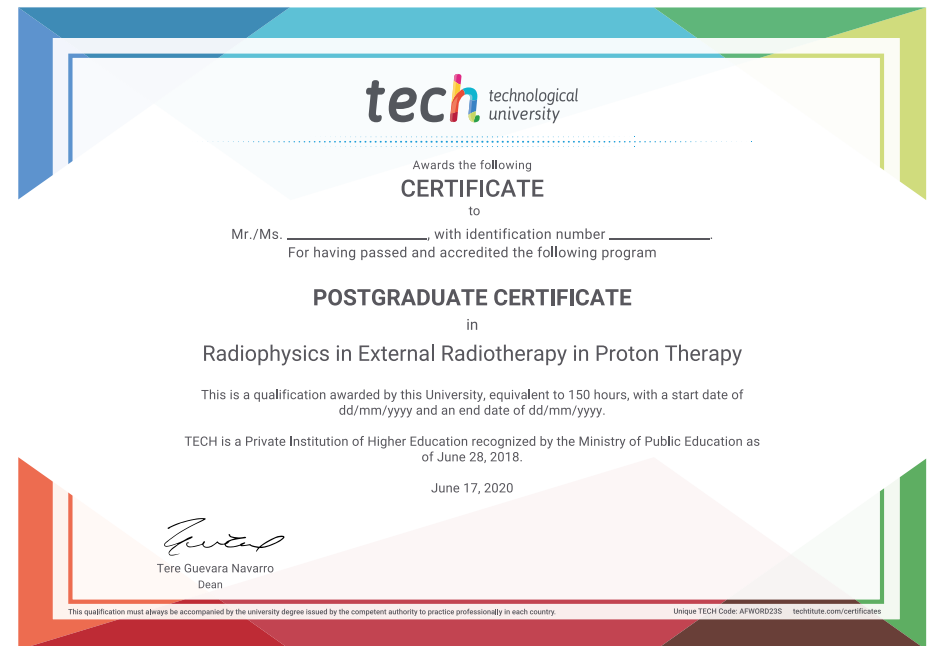 tech technological
university
Awards the following
CERTIFICATE
to
Mr./Ms. ____________________, with identification number ______________.
For having passed and accredited the following program
POSTGRADUATE CERTIFICATE
in
Radiophysics in External Radiotherapy in Proton Therapy
This is a qualification awarded by this University, equivalent to 150 hours, with a start date of
dd/mm/yyyy and an end date of dd/mm/yyyy.
TECH is a Private Institution of Higher Education recognized by the Ministry of Public Education as
of June 28, 2018.
June 17, 2020
Tere Guevara Navarro
Dean
This qualification must always be accompanied by the university degree issued by the competent authority to practice professionally in each country.
Unique TECH Code: AFWORD23S techtitute.com/certificates